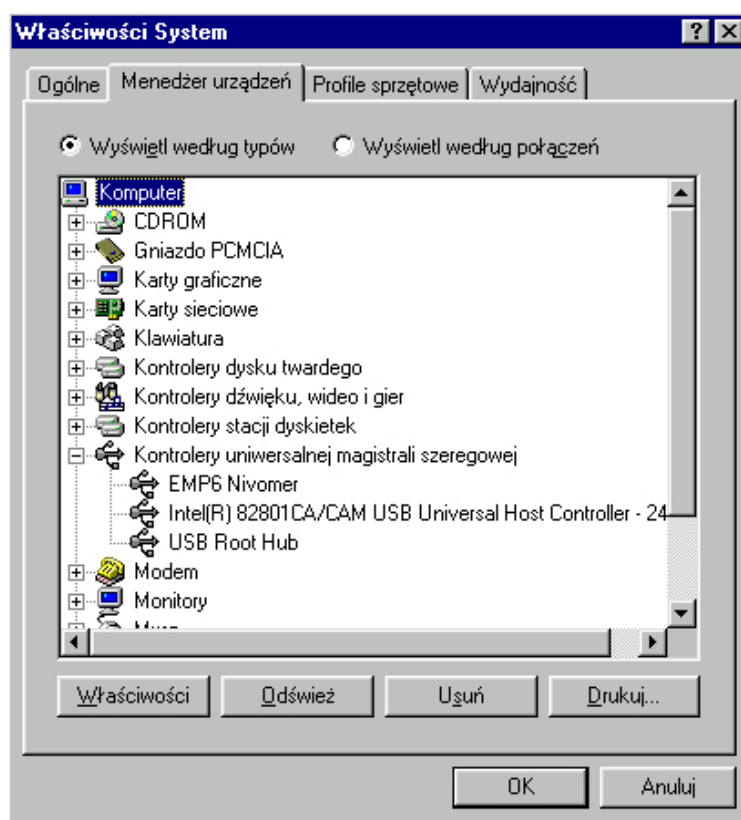 Właściwości System
Ogólne Menedżer urządzeń Profile sprzętowe Wydajność
Wyświetl według typów Wyświetl według połączeń
Komputer
CDROM
Gniazdo PCMCIA
Karty graficzne
Karty sieciowe
Klawiatura
Kontrolery dysku twardego
Kontrolery dźwięku, wideo i gier
Kontrolery stacji dyskietek
Kontrolery uniwersalnej magistrali szeregowej
EMP6 Nivomer
Intel(R) 82801CA/CAM USB Universal Host Controller - 24
USB Root Hub
Modem
Monitory
Właściwości Odśwież Usuń Drukuj...
OK Anuluj